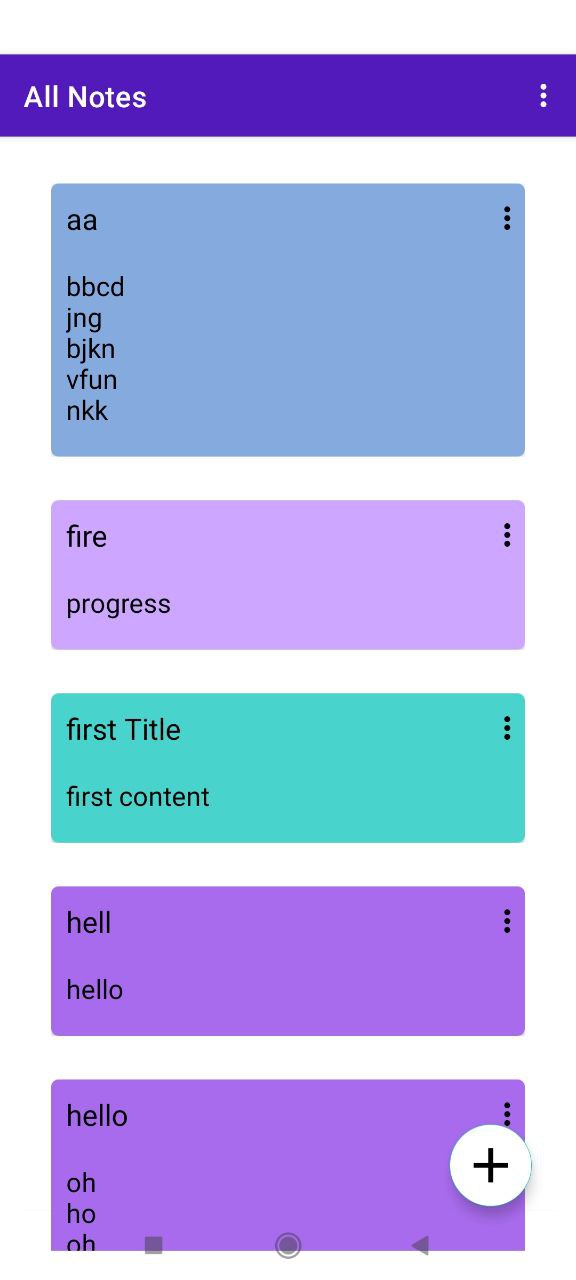 All Notes
aa
bbcd
jng
bjkn
vfun
nkk
fire
progress
first Title
first content
hell
hello
hello
oh
ho
oh